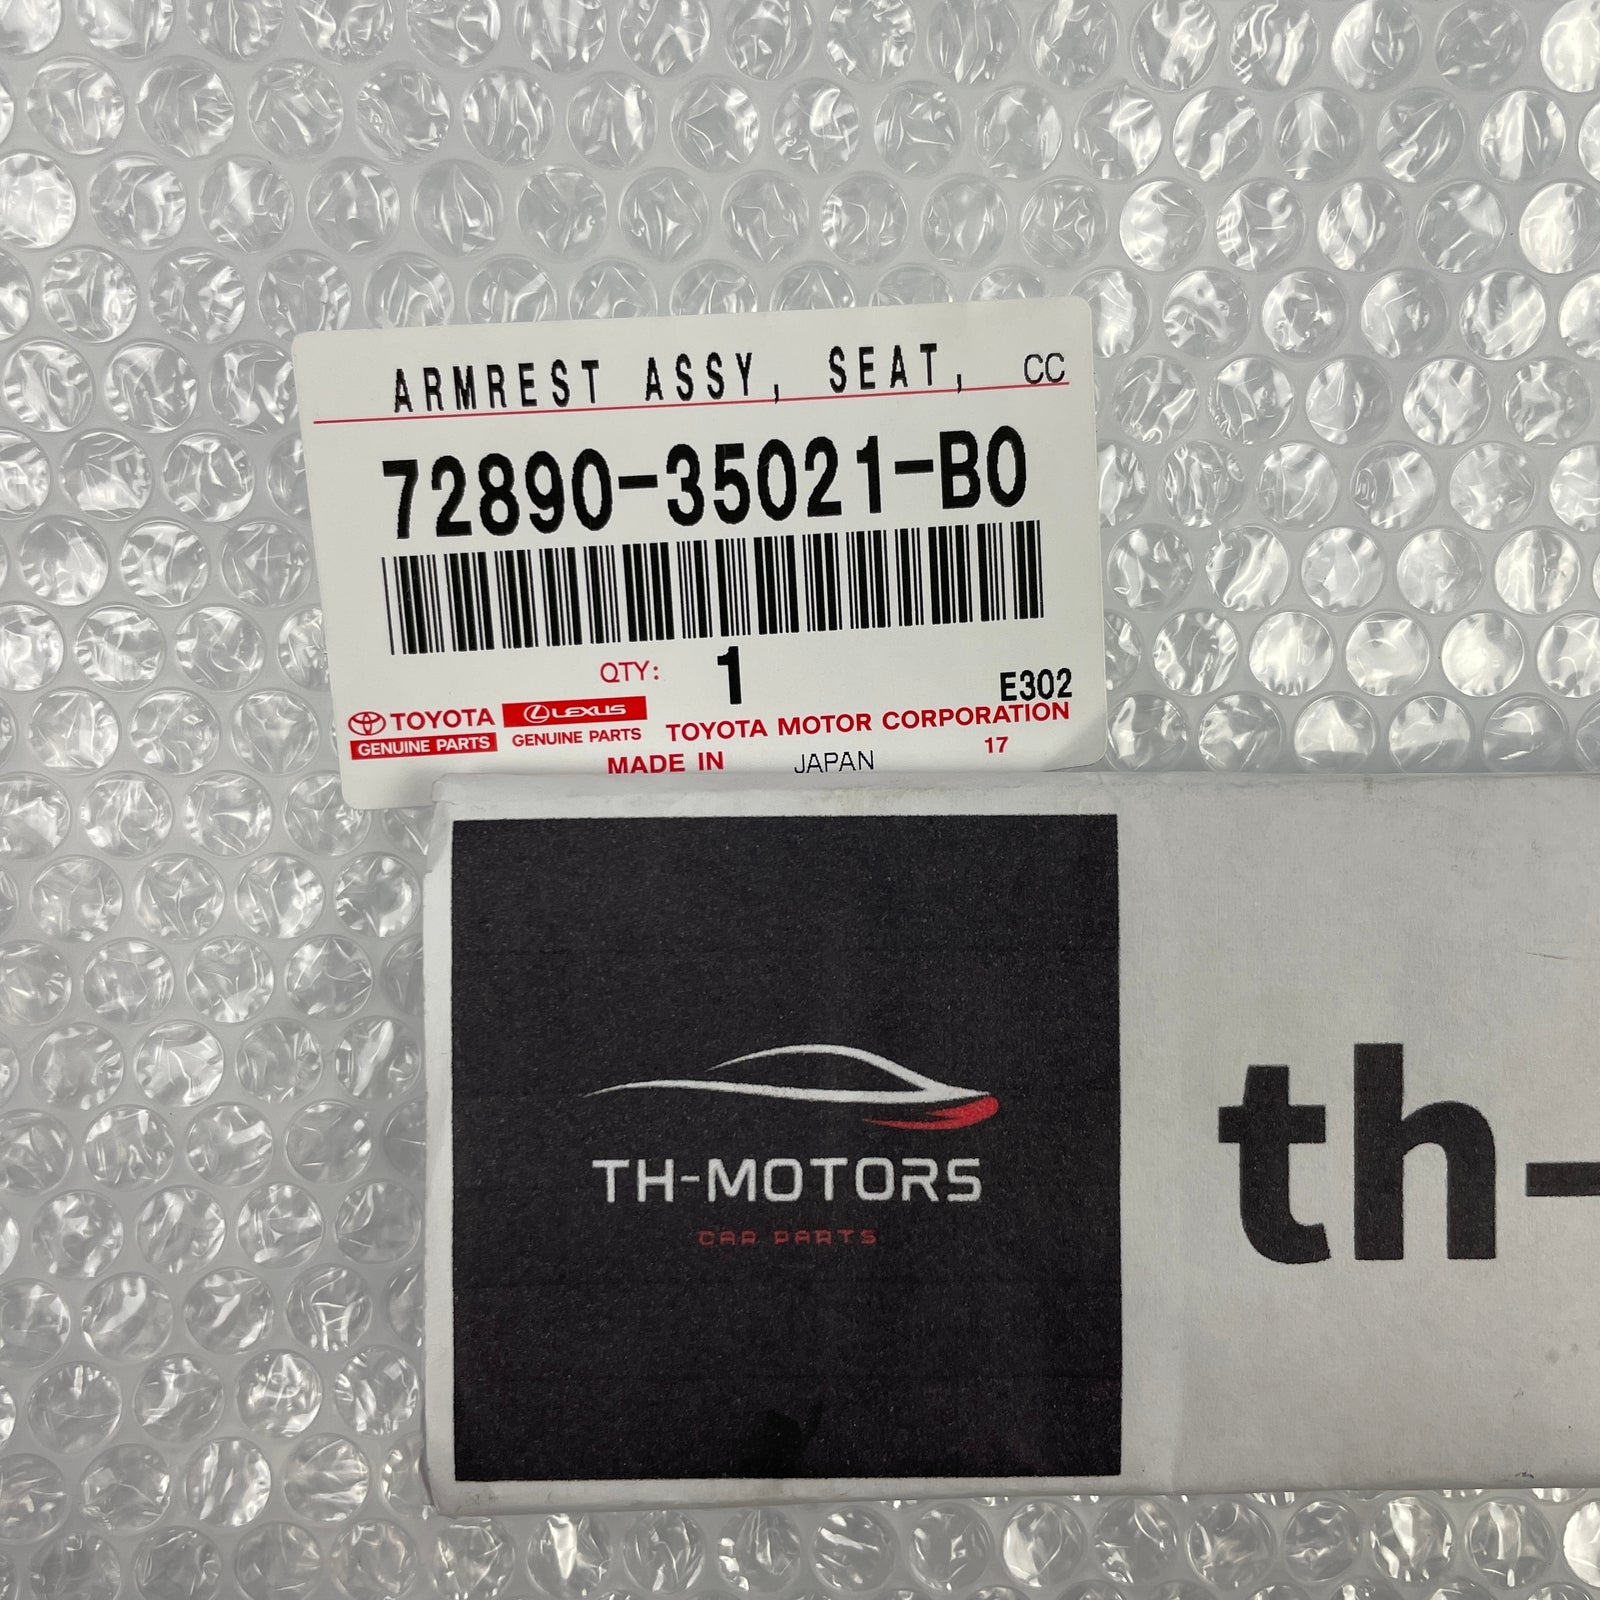 ARMREST ASSY, SEAT, CC
72890-35021-B0
QTY: 1
E302
TOYOTA LEXUS TOYOTA MOTOR CORPORATION
GENUINE PARTS GENUINE PARTS 17
MADE IN JAPAN
th-
TH-MOTORS
CAR PARTS